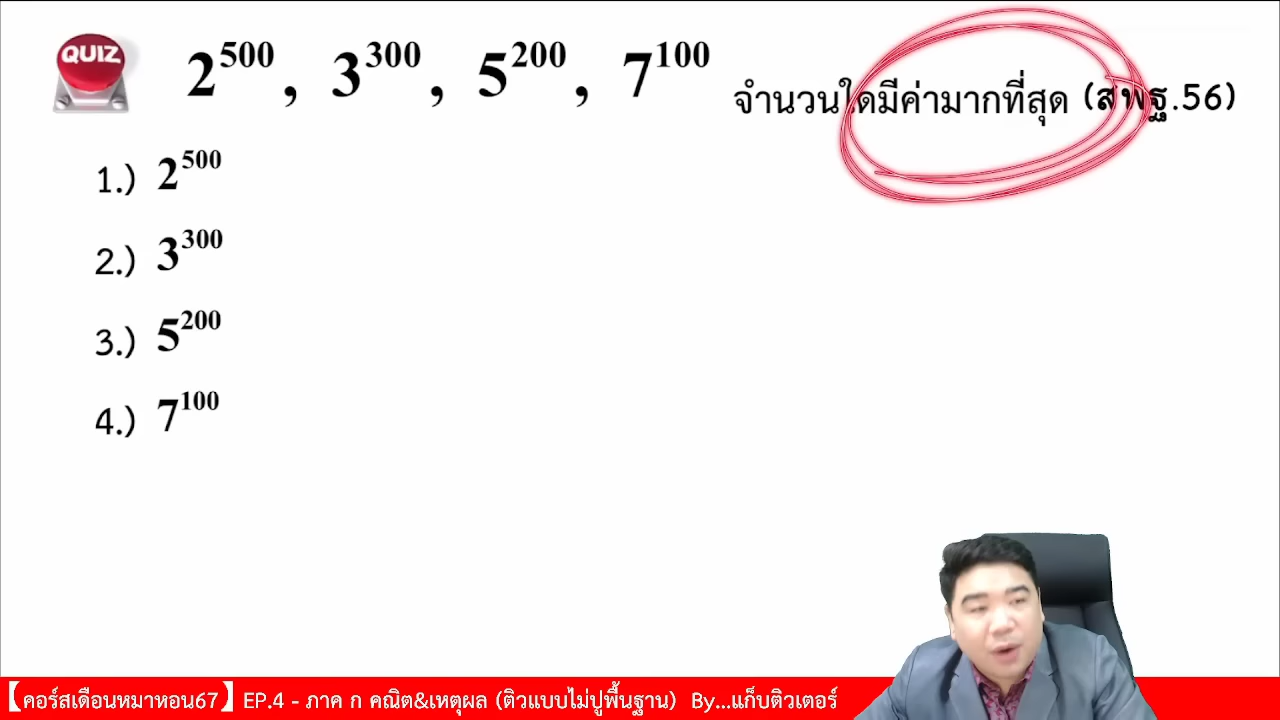 QUIZ
2^500, 3^300, 5^200, 7^100 จำนวนใดมีค่ามากที่สุด (สพฐ.56)
1.) 2^500
2.) 3^300
3.) 5^200
4.) 7^100
【คอร์สเดือนหมาหอน67】 EP.4 - ภาค ก คณิต&เหตุผล (ติวแบบไม่ปูพื้นฐาน) By...แก็บติวเตอร์